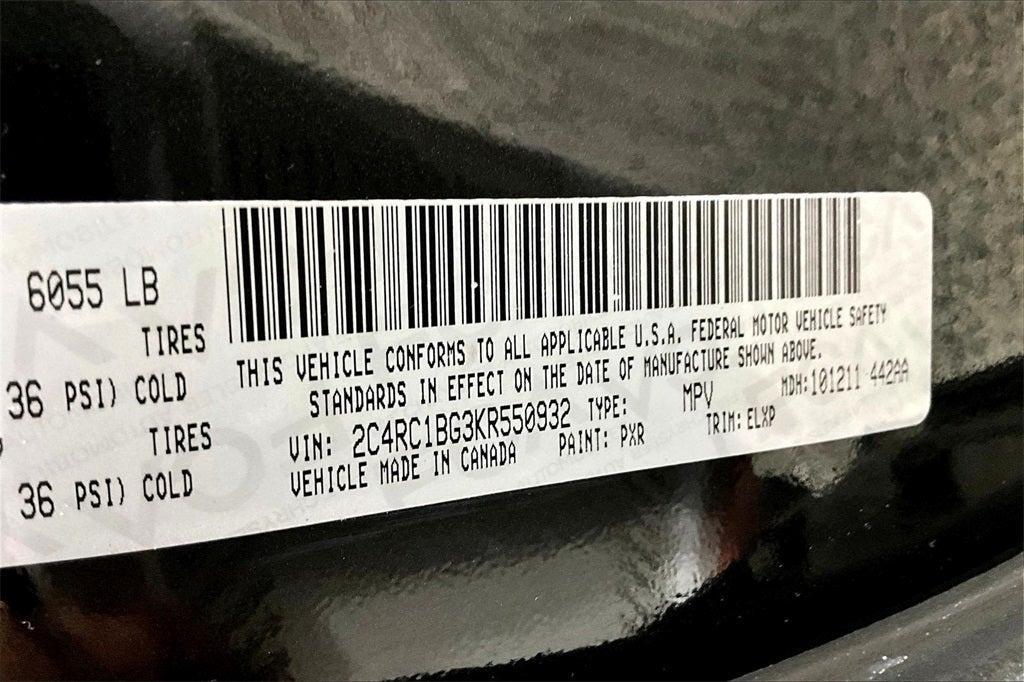 6055 LB
TIRES
36 PSI) COLD
TIRES
36 PSI) COLD
THIS VEHICLE CONFORMS TO ALL APPLICABLE U.S.A. FEDERAL MOTOR VEHICLE SAFETY
STANDARDS IN EFFECT ON THE DATE OF MANUFACTURE SHOWN ABOVE.
VIN: 2C4RC1BG3KR550932 TYPE: MPV MDH:101211 442AA
VEHICLE MADE IN CANADA PAINT: PXR TRIM:ELXP